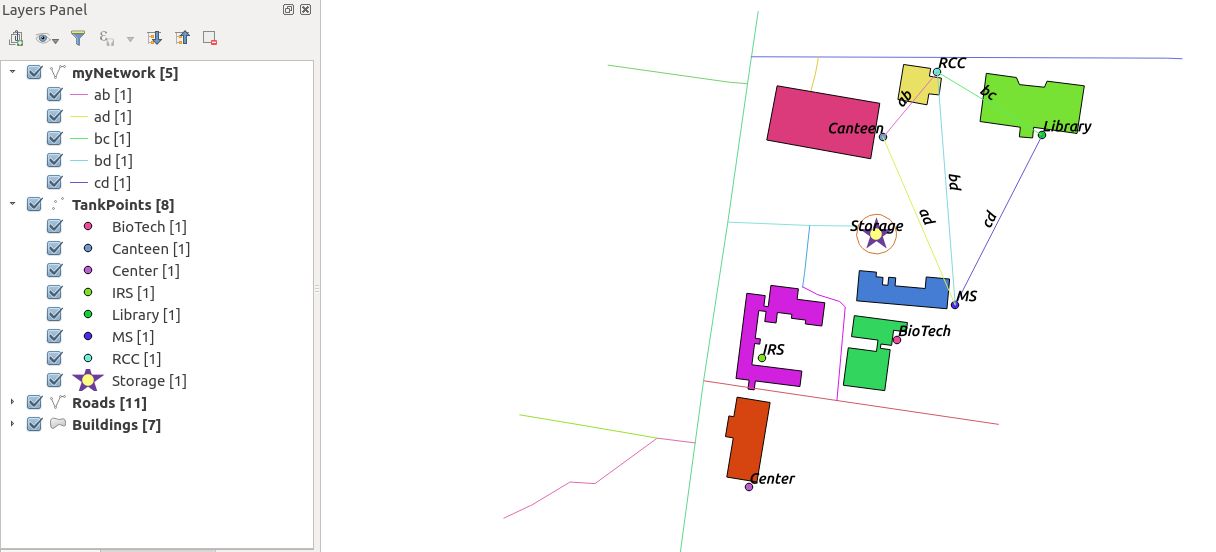 Layers Panel
myNetwork [5]
ab [1]
ad [1]
bc [1]
bd [1]
cd [1]
TankPoints [8]
BioTech [1]
Canteen [1]
Center [1]
IRS [1]
Library [1]
MS [1]
RCC [1]
Storage [1]
Roads [11]
Buildings [7]
RCC
ab
bc
Canteen
Library
bd
ad
cd
Storage
MS
BioTech
IRS
Center